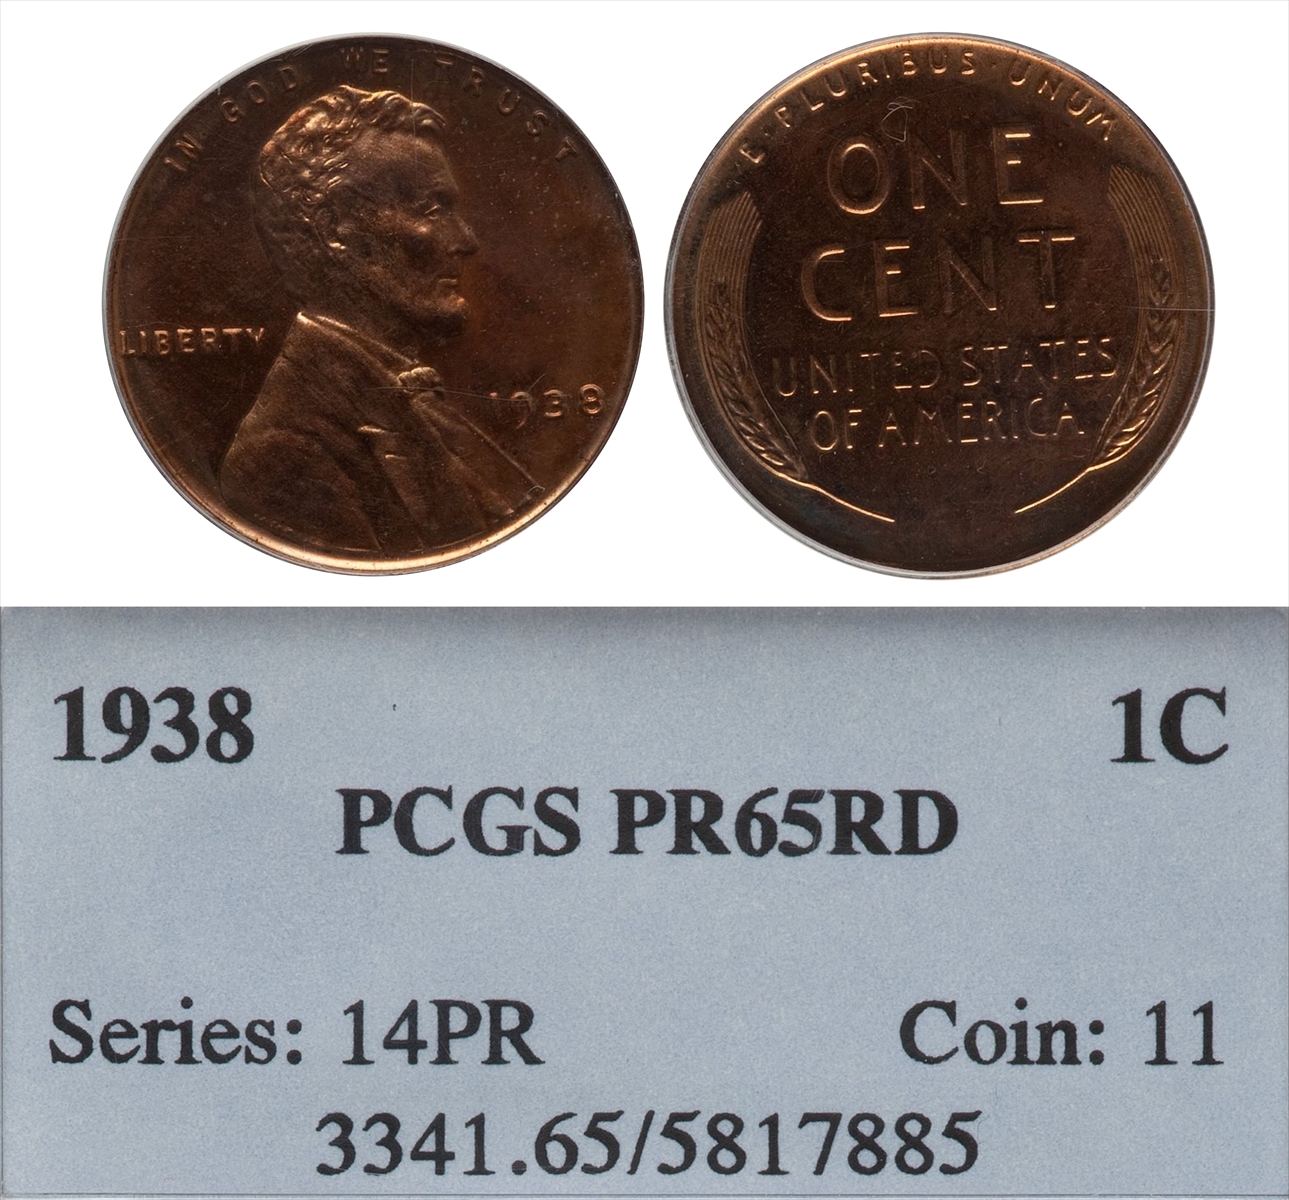 IN GOD WE TRUST
LIBERTY
1938
E·PLURIBUS·UNUM
ONE
CENT
UNITED STATES
OF AMERICA
1938 1C
PCGS PR65RD
Series: 14PR Coin: 11
3341.65/5817885